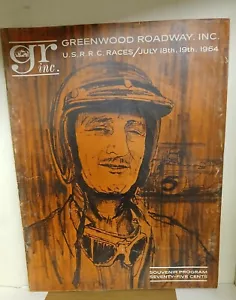 gr
inc.
GREENWOOD ROADWAY, INC.
U.S.R.R.C. RACES/JULY 18th, 19th, 1964
SOUVENIR PROGRAM
SEVENTY-FIVE CENTS